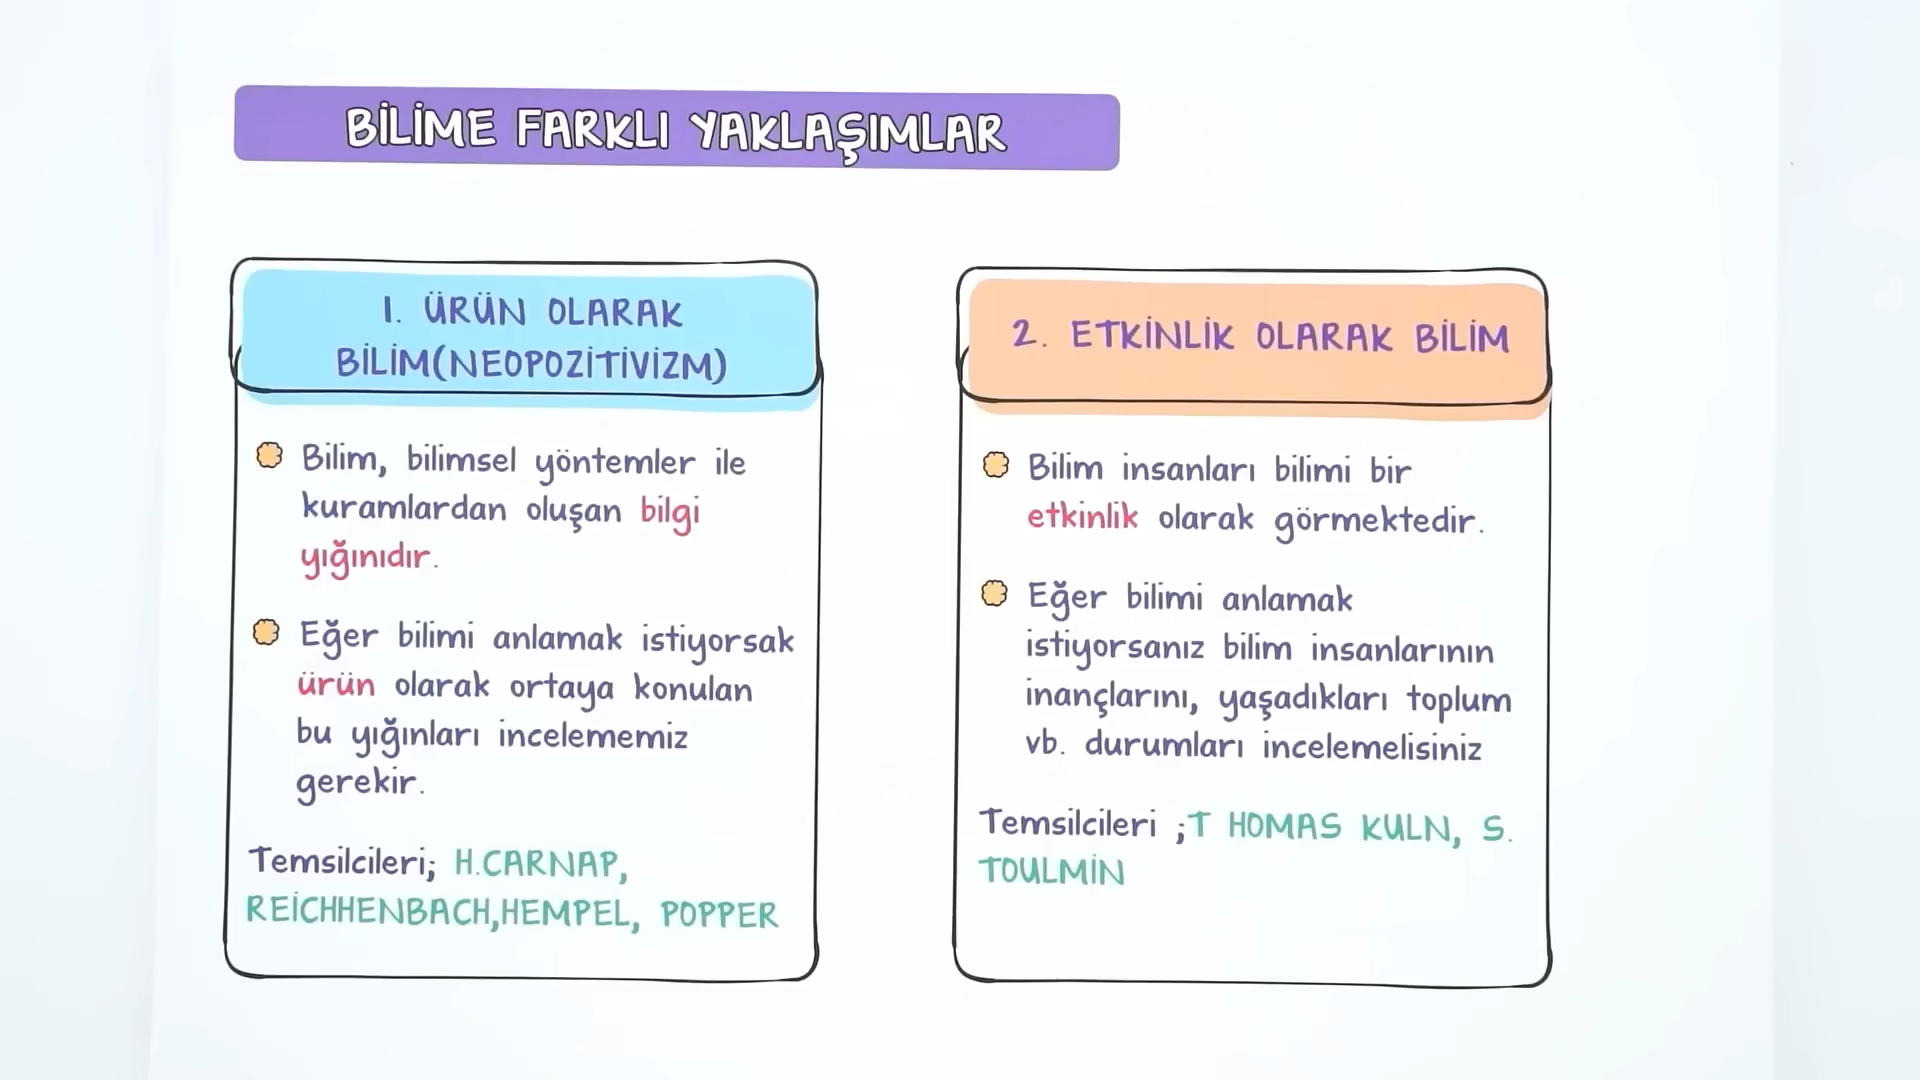 BİLİME FARKLI YAKLAŞIMLAR
1. ÜRÜN OLARAK
BİLİM(NEOPOZİTİVİZM)
Bilim, bilimsel yöntemler ile
kuramlardan oluşan bilgi
yığınıdır.
Eğer bilimi anlamak istiyorsak
ürün olarak ortaya konulan
bu yığınları incelememiz
gerekir.
Temsilcileri; H.CARNAP,
REİCHHENBACH,HEMPEL, POPPER
2. ETKİNLİK OLARAK BİLİM
Bilim insanları bilimi bir
etkinlik olarak görmektedir.
Eğer bilimi anlamak
istiyorsanız bilim insanlarının
inançlarını, yaşadıkları toplum
vb. durumları incelemelisiniz
Temsilcileri ;T HOMAS KULN, S.
TOULMİN